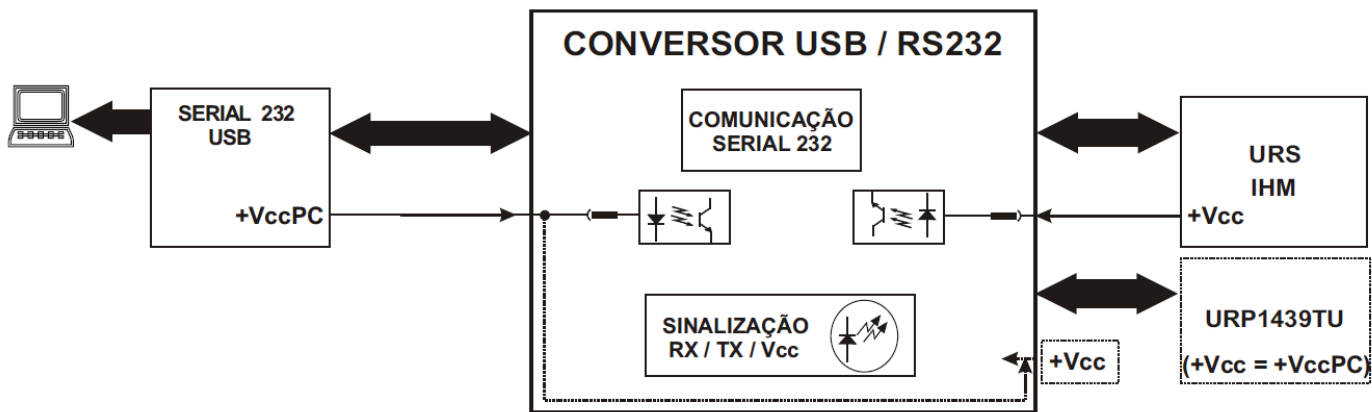 CONVERSOR USB / RS232
SERIAL 232
USB
+VccPC
COMUNICAÇÃO
SERIAL 232
SINALIZAÇÃO
RX / TX / Vcc
URS
IHM
+Vcc
+Vcc
URP1439TU
(+Vcc = +VccPC)